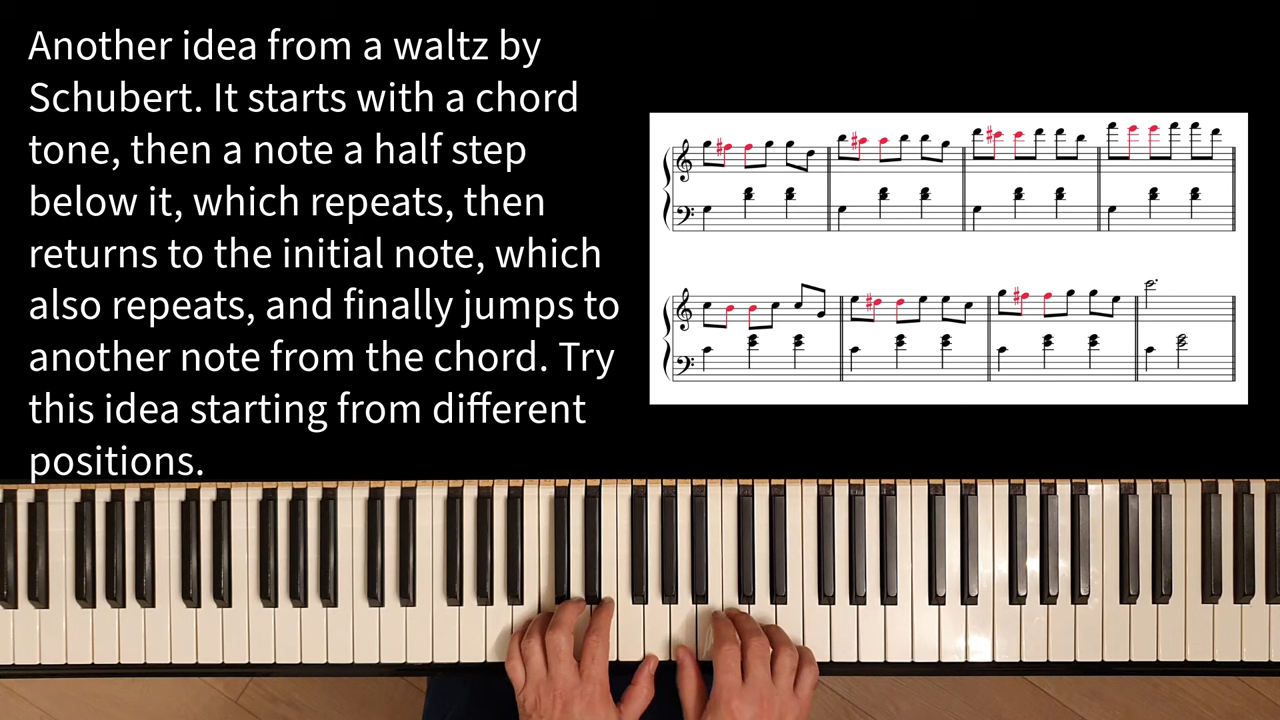 Another idea from a waltz by
Schubert. It starts with a chord
tone, then a note a half step
below it, which repeats, then
returns to the initial note, which
also repeats, and finally jumps to
another note from the chord. Try
this idea starting from different
positions.